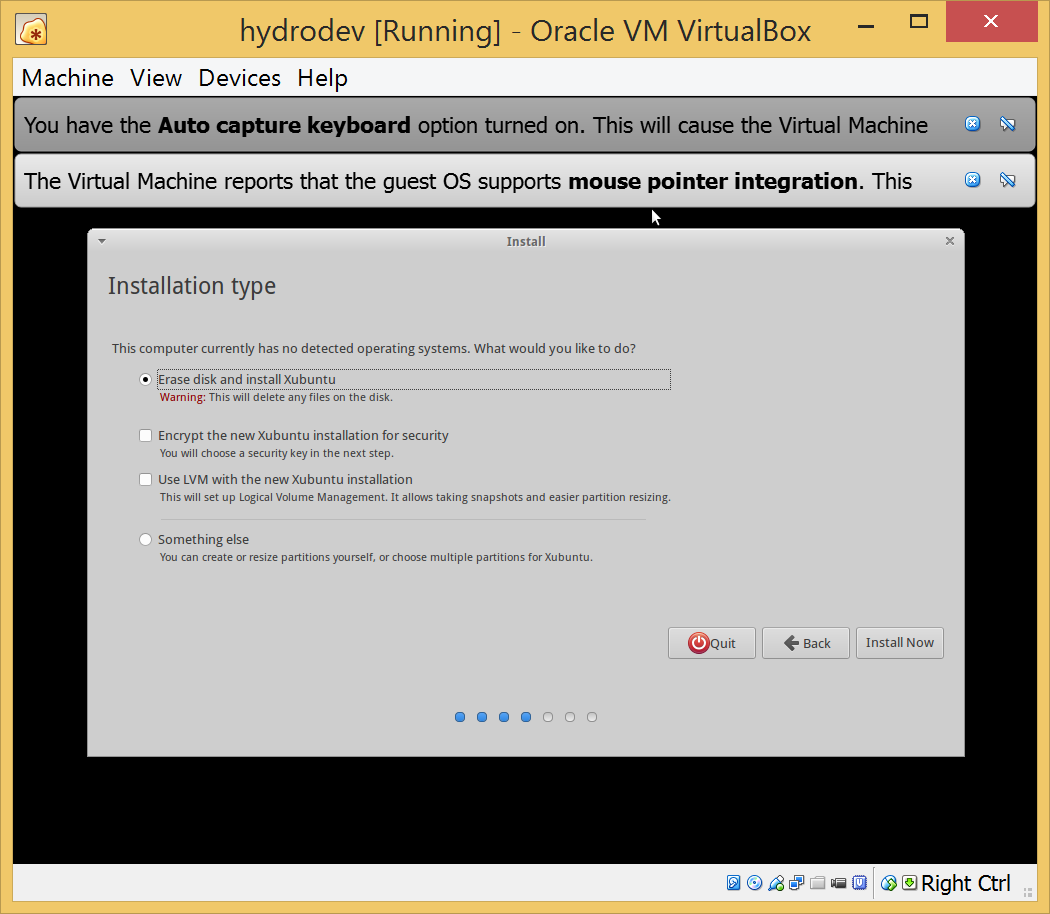 hydrodev [Running] - Oracle VM VirtualBox
Machine View Devices Help
You have the Auto capture keyboard option turned on. This will cause the Virtual Machine
The Virtual Machine reports that the guest OS supports mouse pointer integration. This
Install
Installation type
This computer currently has no detected operating systems. What would you like to do?
Erase disk and install Xubuntu
Warning: This will delete any files on the disk.
Encrypt the new Xubuntu installation for security
You will choose a security key in the next step.
Use LVM with the new Xubuntu installation
This will set up Logical Volume Management. It allows taking snapshots and easier partition resizing.
Something else
You can create or resize partitions yourself, or choose multiple partitions for Xubuntu.
Quit Back Install Now
Right Ctrl